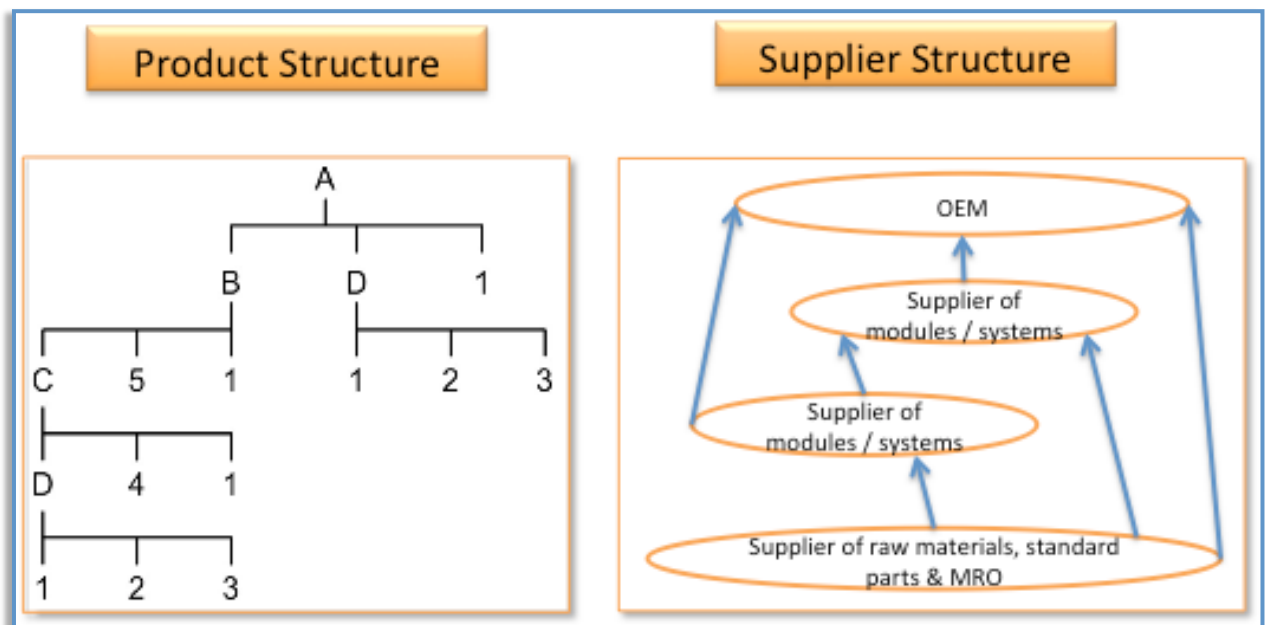 Product Structure
Supplier Structure
A
B D 1
C 5 1 1 2 3
D 4 1
1 2 3
OEM
Supplier of
modules / systems
Supplier of
modules / systems
Supplier of raw materials, standard
parts & MRO